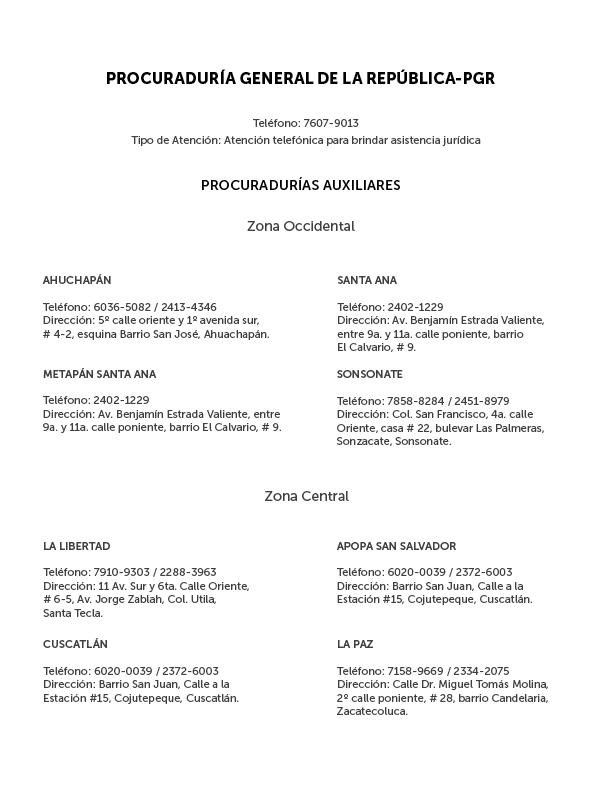 PROCURADURÍA GENERAL DE LA REPÚBLICA-PGR
Teléfono: 7607-9013
Tipo de Atención: Atención telefónica para brindar asistencia jurídica
PROCURADURÍAS AUXILIARES
Zona Occidental
AHUCHAPÁN
Teléfono: 6036-5082 / 2413-4346
Dirección: 5º calle oriente y 1º avenida sur,
# 4-2, esquina Barrio San José, Ahuachapán.
SANTA ANA
Teléfono: 2402-1229
Dirección: Av. Benjamín Estrada Valiente,
entre 9a. y 11a. calle poniente, barrio
El Calvario, # 9.
METAPÁN SANTA ANA
Teléfono: 2402-1229
Dirección: Av. Benjamín Estrada Valiente, entre
9a. y 11a. calle poniente, barrio El Calvario, # 9.
SONSONATE
Teléfono: 7858-8284 / 2451-8979
Dirección: Col. San Francisco, 4a. calle
Oriente, casa # 22, bulevar Las Palmeras,
Sonzacate, Sonsonate.
Zona Central
LA LIBERTAD
Teléfono: 7910-9303 / 2288-3963
Dirección: 11 Av. Sur y 6ta. Calle Oriente,
# 6-5, Av. Jorge Zablah, Col. Utila,
Santa Tecla.
APOPA SAN SALVADOR
Teléfono: 6020-0039 / 2372-6003
Dirección: Barrio San Juan, Calle a la
Estación #15, Cojutepeque, Cuscatlán.
CUSCATLÁN
Teléfono: 6020-0039 / 2372-6003
Dirección: Barrio San Juan, Calle a la
Estación #15, Cojutepeque, Cuscatlán.
LA PAZ
Teléfono: 7158-9669 / 2334-2075
Dirección: Calle Dr. Miguel Tomás Molina,
2º calle poniente, # 28, barrio Candelaria,
Zacatecoluca.